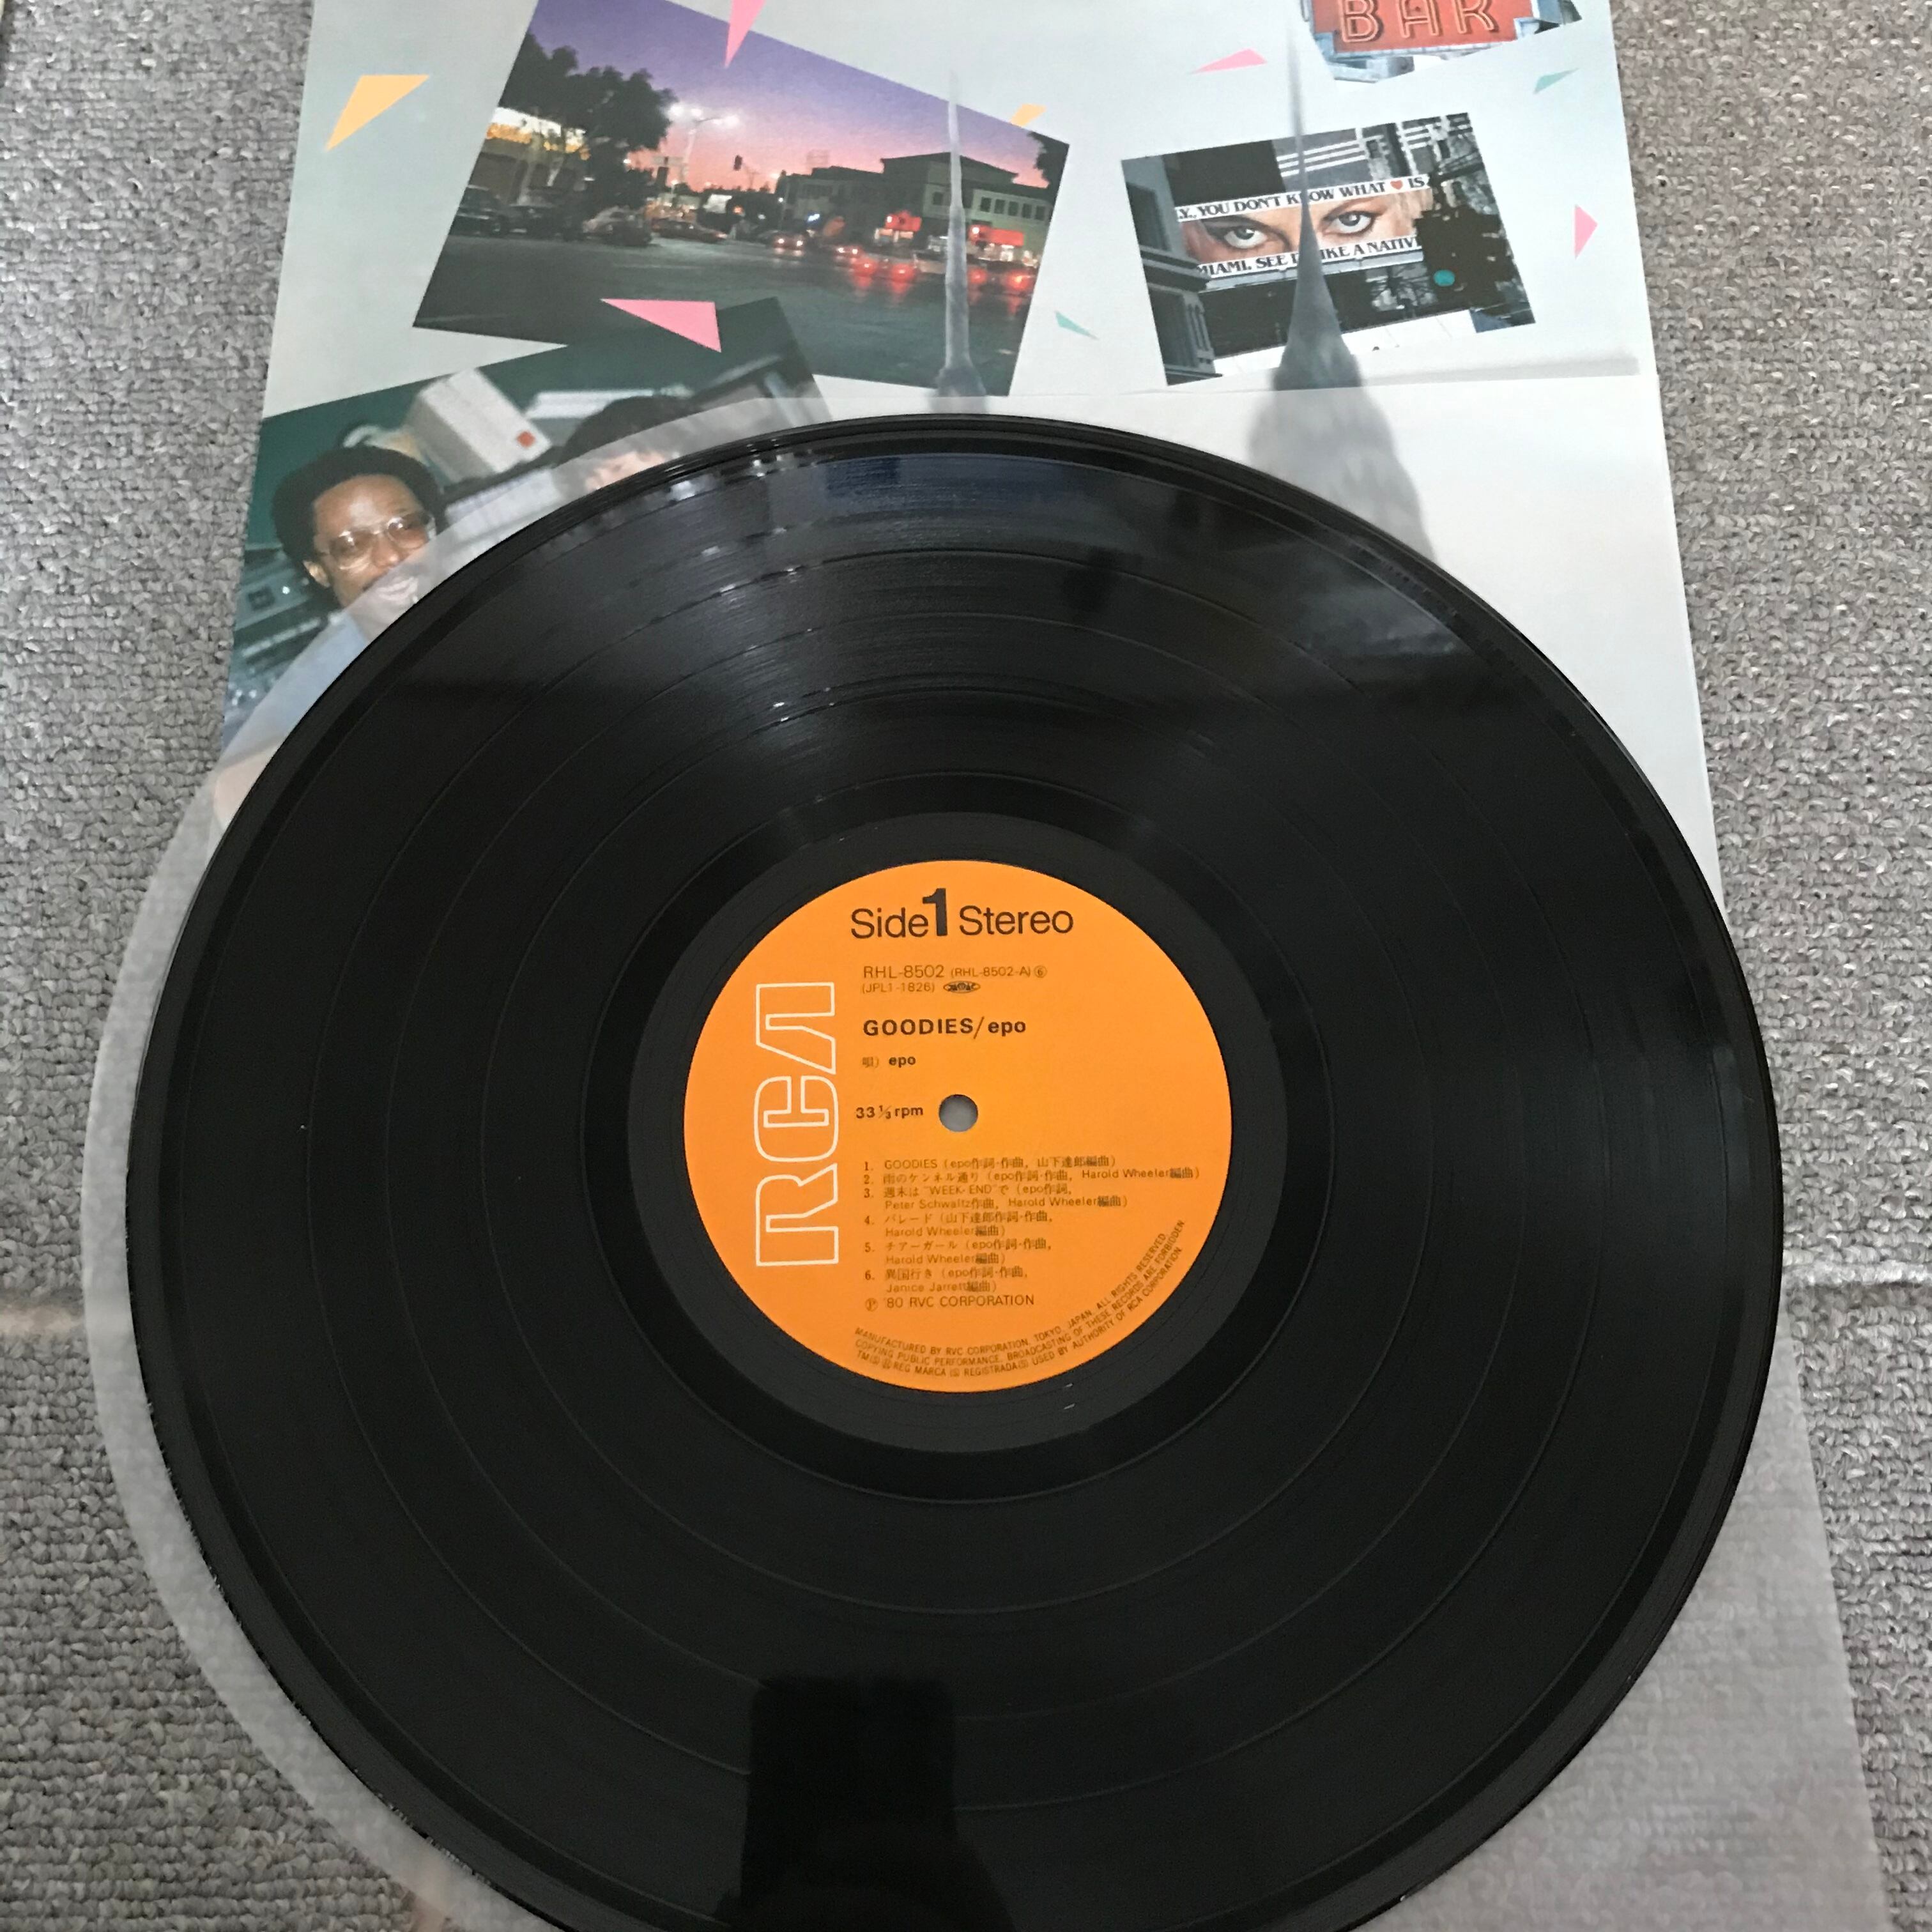 BAR
.Y., YOU DON'T KNOW WHAT ♥ IS
MIAMI. SEE IT LIKE A NATIVE
Side 1 Stereo
RHL-8502 (RHL-8502-A) ⑥
(JPL1-1826)
GOODIES/epo
唄) epo
33⅓rpm
RCA
1. GOODIES (epo作詞・作曲, 山下達郎編曲)
2. 雨のケンネル通り (epo作詞・作曲, Harold Wheeler編曲)
3. 週末は"WEEK-END"で (epo作詞,
Peter Schwaltz作曲, Harold Wheeler編曲)
4. パレード (山下達郎作詞・作曲,
Harold Wheeler編曲)
5. チアーガール (epo作詞・作曲,
Harold Wheeler編曲)
6. 異国行き (epo作詞・作曲,
Janice Jarrett編曲)
Ⓟ '80 RVC CORPORATION
MANUFACTURED BY RVC CORPORATION, TOKYO, JAPAN. ALL RIGHTS RESERVED.
COPYING PUBLIC PERFORMANCE, BROADCASTING OF THESE RECORDS ARE FORBIDDEN
REG MARCA REGISTRADA USED BY AUTHORITY OF RCA CORPORATION